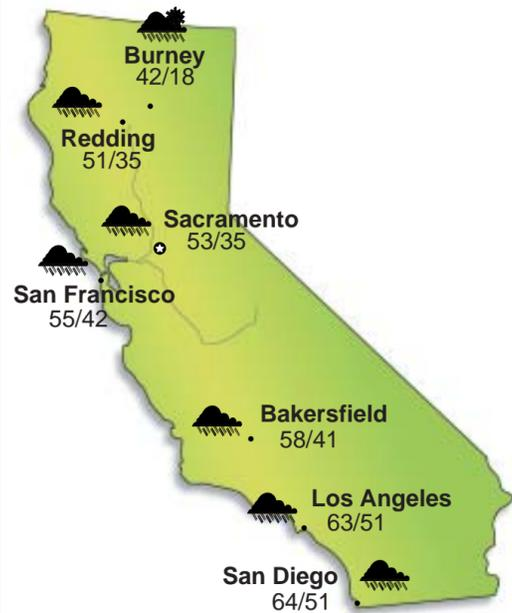 Burney
42/18
Redding
51/35
Sacramento
53/35
San Francisco
55/42
Bakersfield
58/41
Los Angeles
63/51
San Diego
64/51